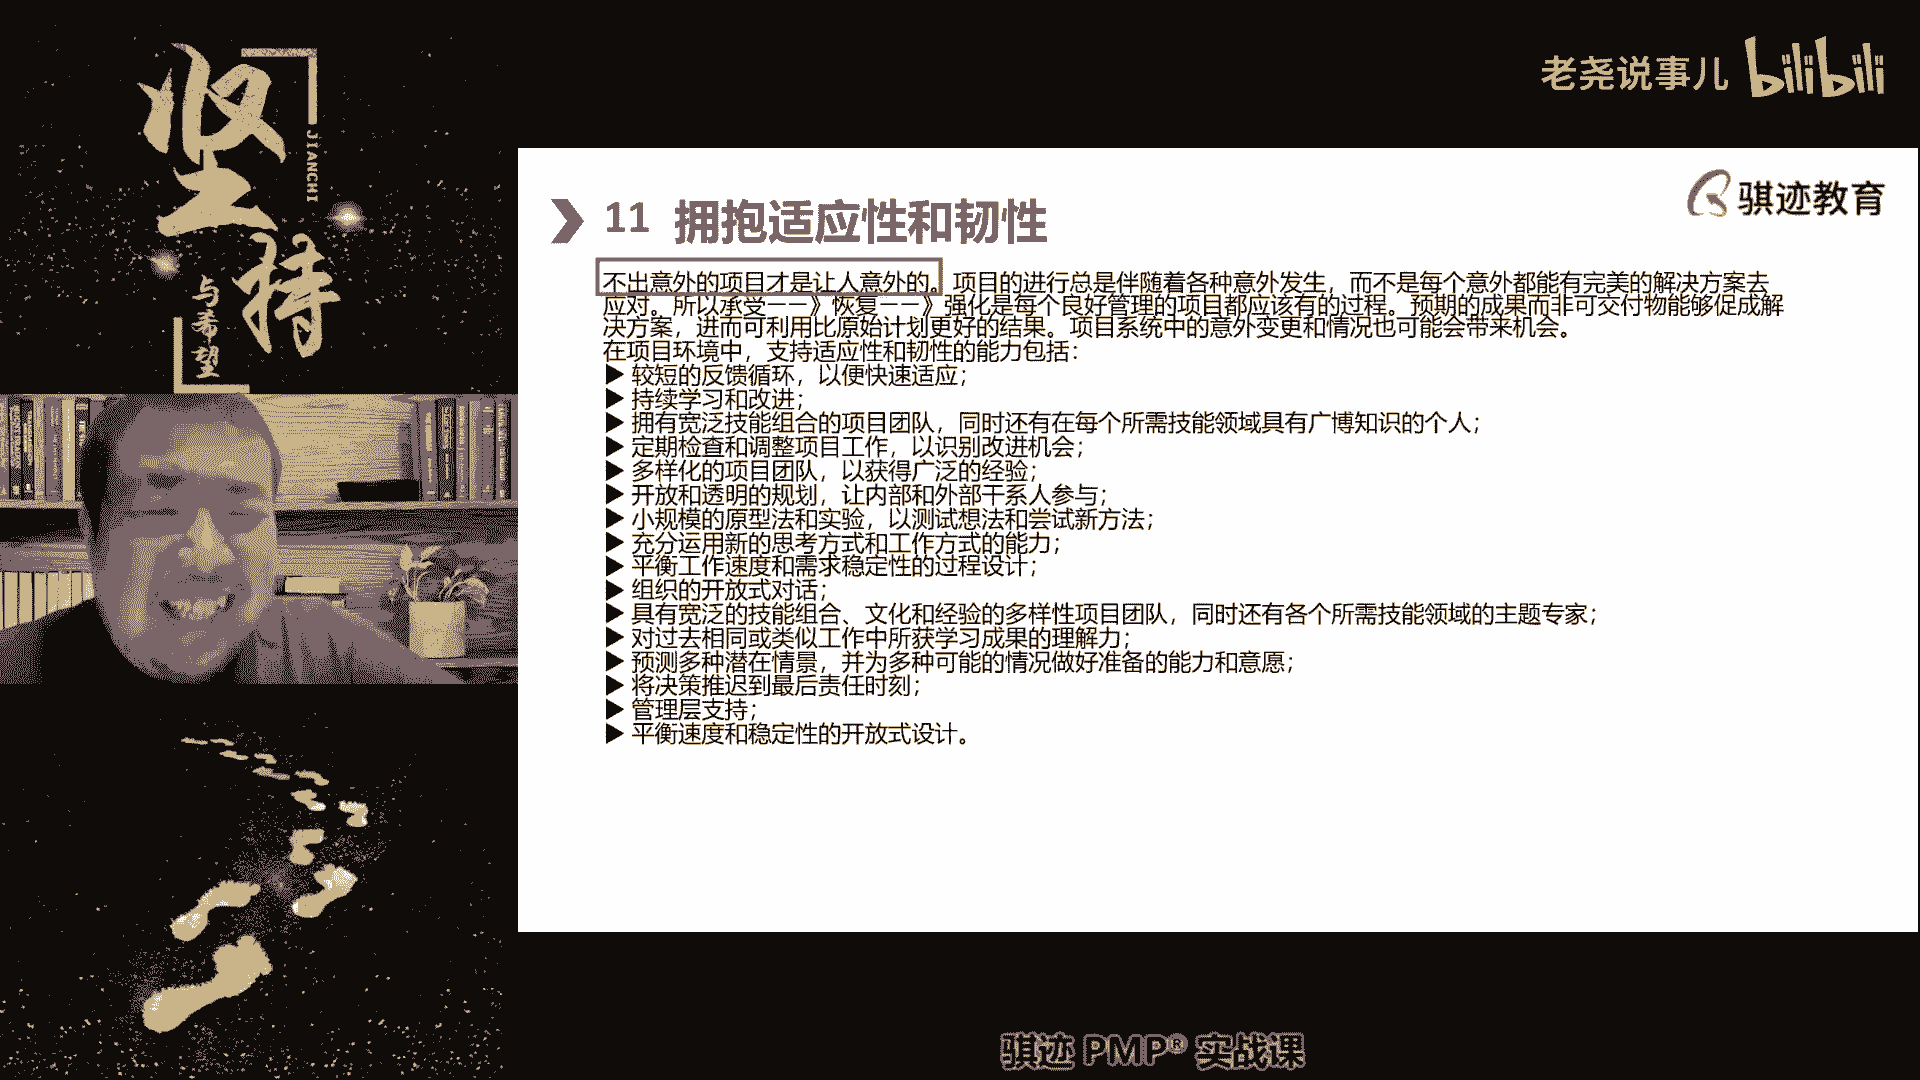 坚持
JIANCHI
与希望
老尧说事儿 bilibili
骐迹教育
11 拥抱适应性和韧性
不出意外的项目才是让人意外的。项目的进行总是伴随着各种意外发生，而不是每个意外都能有完美的解决方案去
应对。所以承受——》恢复——》强化是每个良好管理的项目都应该有的过程。预期的成果而非可交付物能够促成解
决方案，进而可利用比原始计划更好的结果。项目系统中的意外变更和情况也可能会带来机会。
在项目环境中，支持适应性和韧性的能力包括：
▶ 较短的反馈循环，以便快速适应；
▶ 持续学习和改进；
▶ 拥有宽泛技能组合的项目团队，同时还有在每个所需技能领域具有广博知识的个人；
▶ 定期检查和调整项目工作，以识别改进机会；
▶ 多样化的项目团队，以获得广泛的经验；
▶ 开放和透明的规划，让内部和外部干系人参与；
▶ 小规模的原型法和实验，以测试想法和尝试新方法；
▶ 充分运用新的思考方式和工作方式的能力；
▶ 平衡工作速度和需求稳定性的过程设计；
▶ 组织的开放式对话；
▶ 具有宽泛的技能组合、文化和经验的多样性项目团队，同时还有各个所需技能领域的主题专家；
▶ 对过去相同或类似工作中所获学习成果的理解力；
▶ 预测多种潜在情景，并为多种可能的情况做好准备的能力和意愿；
▶ 将决策推迟到最后责任时刻；
▶ 管理层支持；
▶ 平衡速度和稳定性的开放式设计。
骐迹 PMP® 实战课